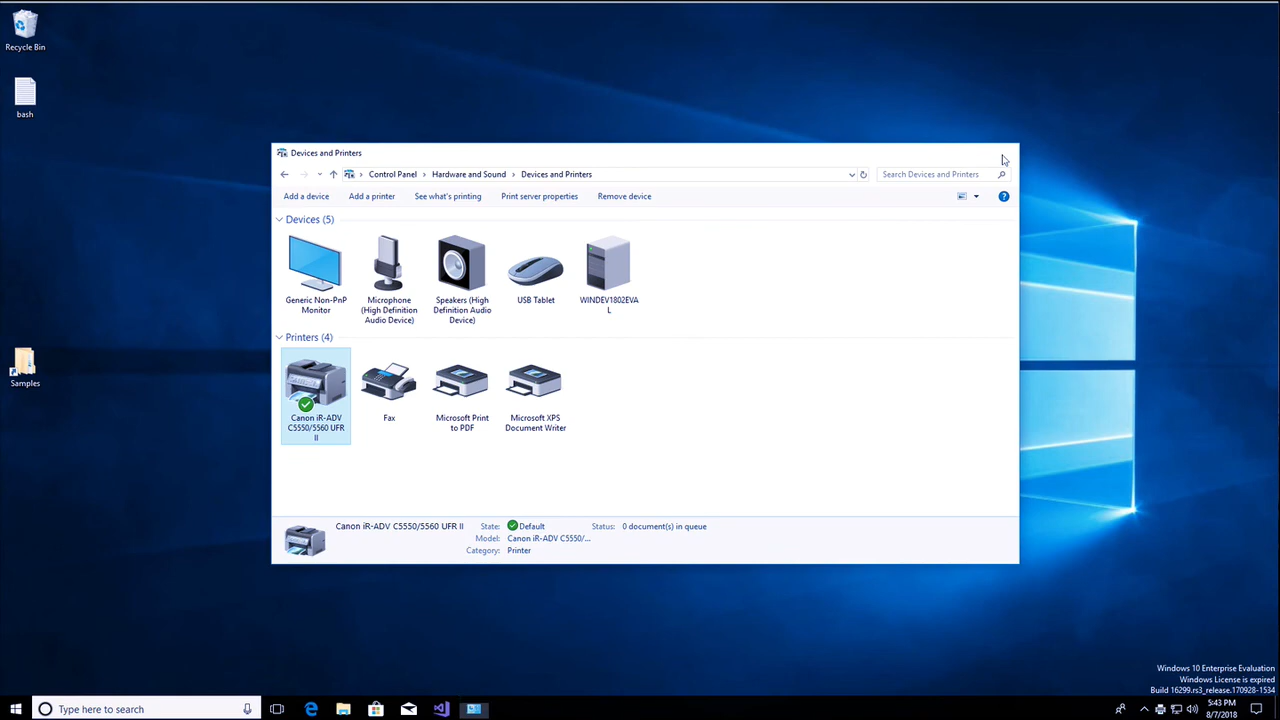 Recycle Bin
bash
Samples
Devices and Printers
Control Panel > Hardware and Sound > Devices and Printers
Search Devices and Printers
Add a device
Add a printer
See what's printing
Print server properties
Remove device
Devices (5)
Generic Non-PnP
Monitor
Microphone
(High Definition
Audio Device)
Speakers (High
Definition Audio
Device)
USB Tablet
WINDEV1802EVA
L
Printers (4)
Canon iR-ADV
C5550/5560 UFR
II
Fax
Microsoft Print
to PDF
Microsoft XPS
Document Writer
Canon iR-ADV C5550/5560 UFR II
State: Default
Status: 0 document(s) in queue
Model: Canon iR-ADV C5550/...
Category: Printer
Windows 10 Enterprise Evaluation
Windows License is expired
Build 16299.rs3_release.170928-1534
Type here to search
5:43 PM
8/7/2018